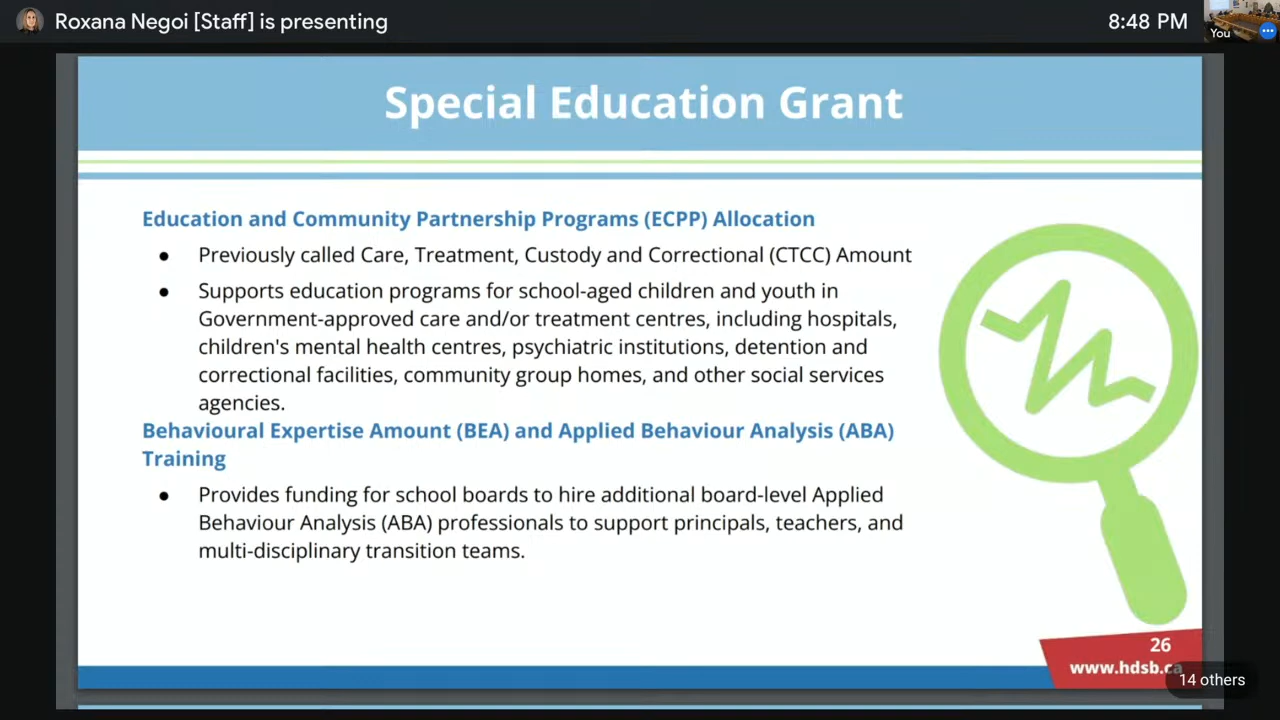 Roxana Negoi [Staff] is presenting
8:48 PM
You
Special Education Grant
Education and Community Partnership Programs (ECPP) Allocation
● Previously called Care, Treatment, Custody and Correctional (CTCC) Amount
● Supports education programs for school-aged children and youth in
Government-approved care and/or treatment centres, including hospitals,
children's mental health centres, psychiatric institutions, detention and
correctional facilities, community group homes, and other social services
agencies.
Behavioural Expertise Amount (BEA) and Applied Behaviour Analysis (ABA)
Training
● Provides funding for school boards to hire additional board-level Applied
Behaviour Analysis (ABA) professionals to support principals, teachers, and
multi-disciplinary transition teams.
26
www.hdsb.ca
14 others